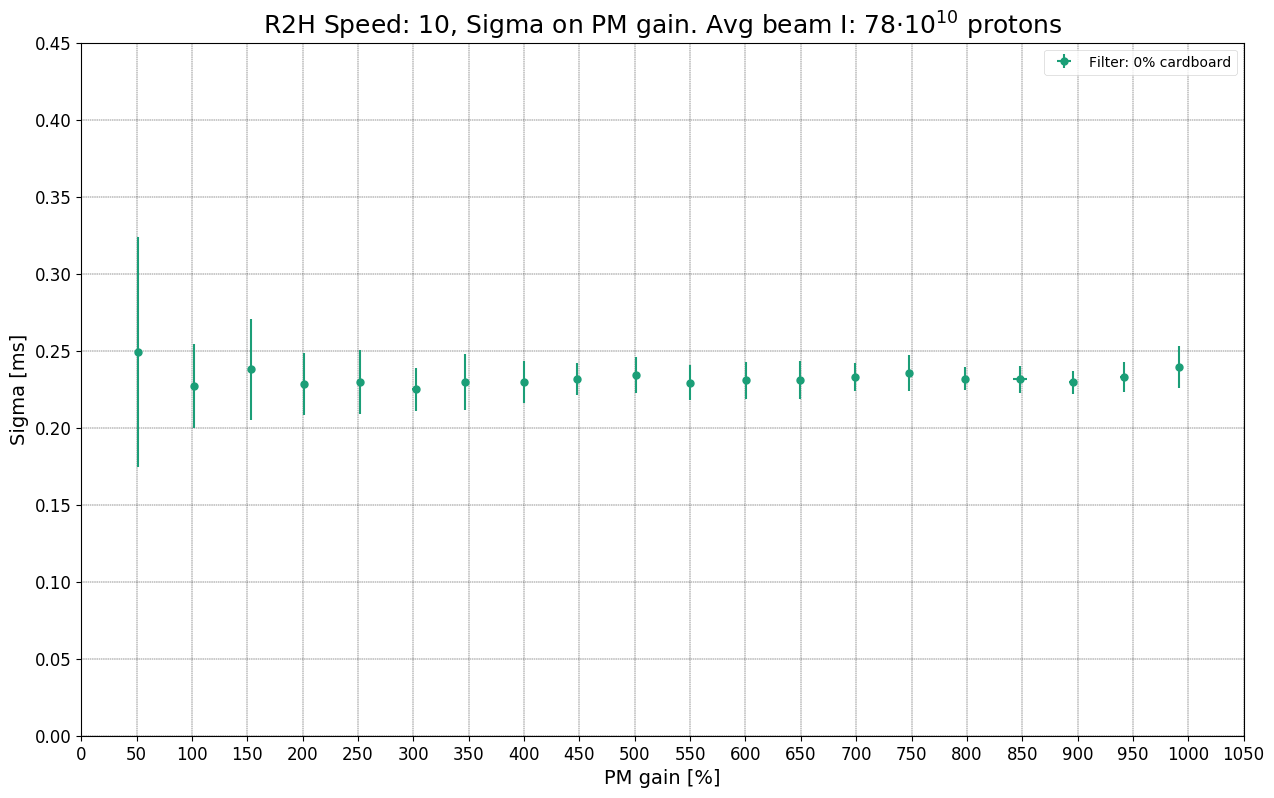 R2H Speed: 10, Sigma on PM gain. Avg beam I: 78·10¹⁰ protons
Filter: 0% cardboard
0.45
0.40
0.35
0.30
0.25
0.20
0.15
0.10
0.05
0.00
Sigma [ms]
0 50 100 150 200 250 300 350 400 450 500 550 600 650 700 750 800 850 900 950 1000 1050
PM gain [%]